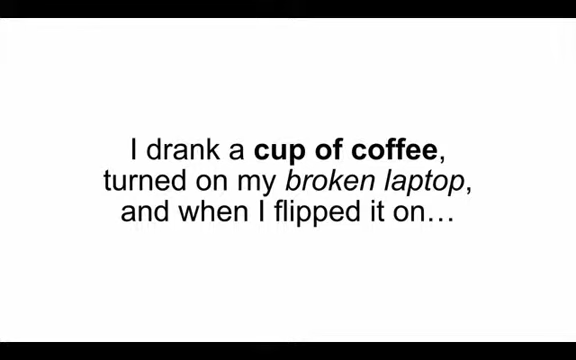 I drank a cup of coffee,
turned on my broken laptop,
and when I flipped it on…